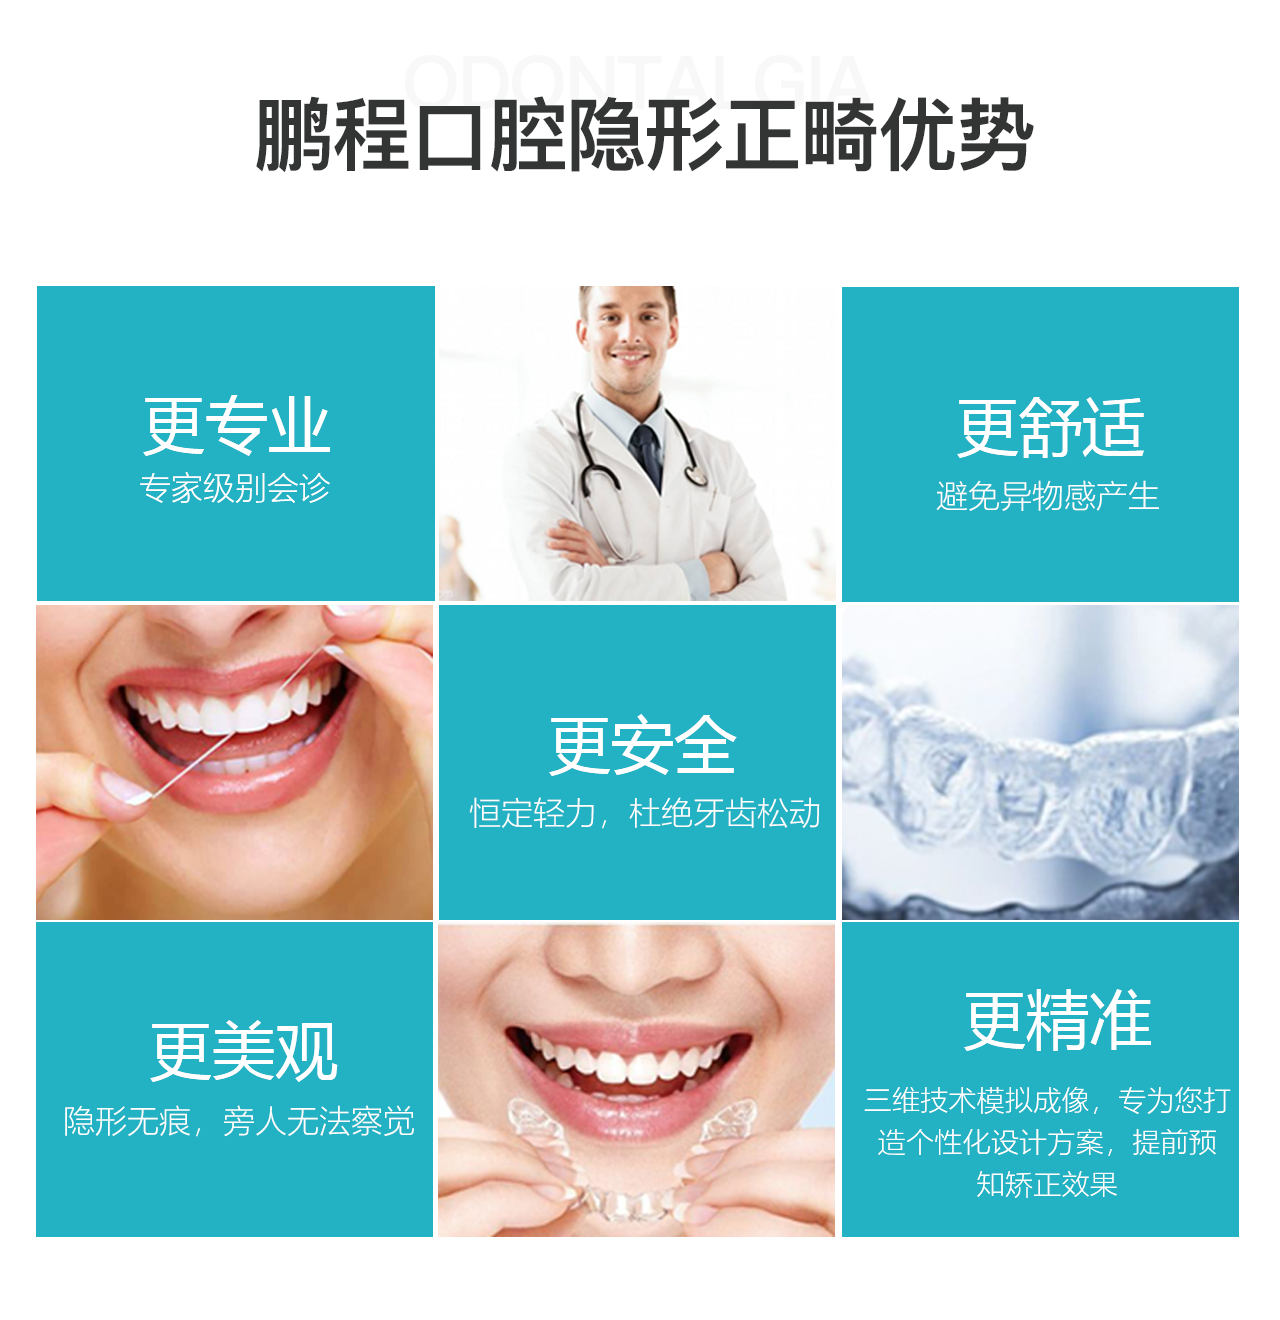 ODONTALGIA
鹏程口腔隐形正畸优势
更专业
专家级别会诊
更舒适
避免异物感产生
更安全
恒定轻力，杜绝牙齿松动
更美观
隐形无痕，旁人无法察觉
更精准
三维技术模拟成像，专为您打
造个性化设计方案，提前预
知矫正效果